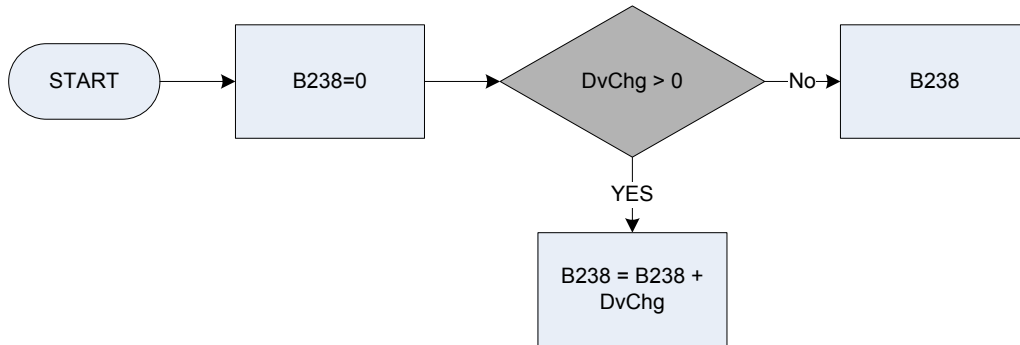 START
B238=0
DvChg > 0
No
B238
YES
B238 = B238 +
DvChg